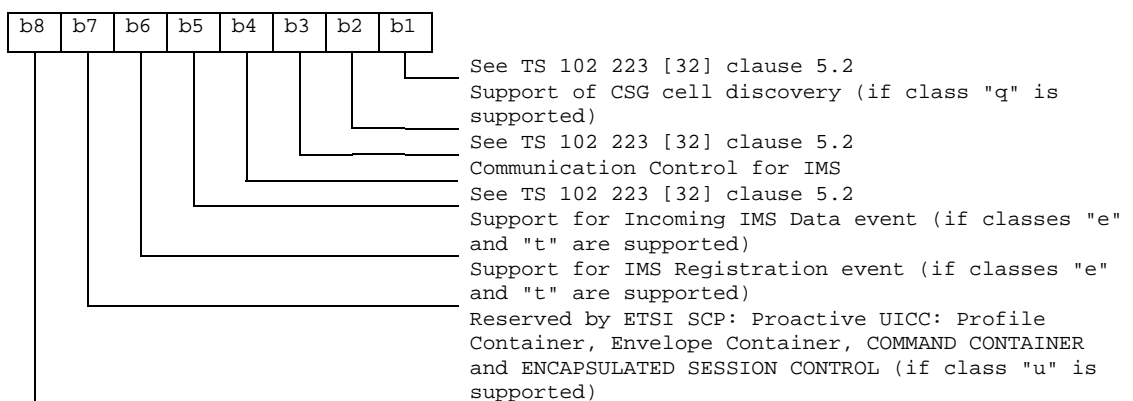 b8 b7 b6 b5 b4 b3 b2 b1
See TS 102 223 [32] clause 5.2
Support of CSG cell discovery (if class "q" is
supported)
See TS 102 223 [32] clause 5.2
Communication Control for IMS
See TS 102 223 [32] clause 5.2
Support for Incoming IMS Data event (if classes "e"
and "t" are supported)
Support for IMS Registration event (if classes "e"
and "t" are supported)
Reserved by ETSI SCP: Proactive UICC: Profile
Container, Envelope Container, COMMAND CONTAINER
and ENCAPSULATED SESSION CONTROL (if class "u" is
supported)